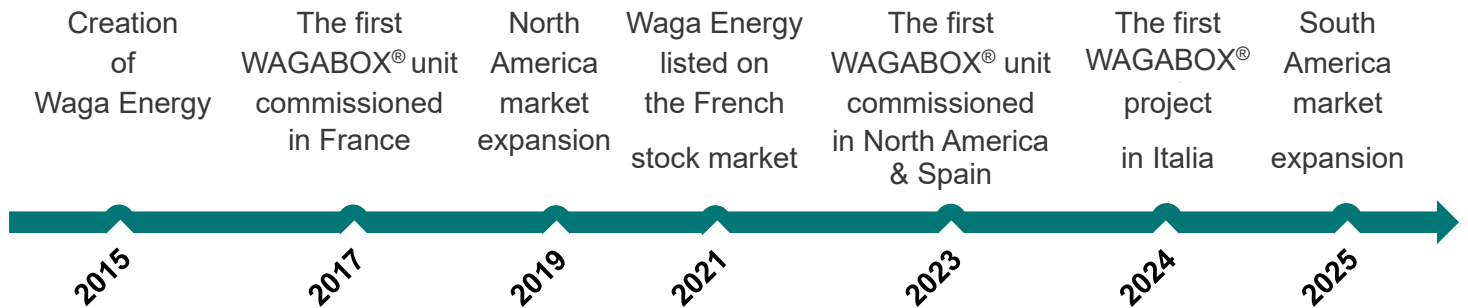 Creation
of
Waga Energy
The first
WAGABOX® unit
commissioned
in France
North
America
market
expansion
Waga Energy
listed on
the French
stock market
The first
WAGABOX® unit
commissioned
in North America
& Spain
The first
WAGABOX®
project
in Italia
South
America
market
expansion
2015
2017
2019
2021
2023
2024
2025